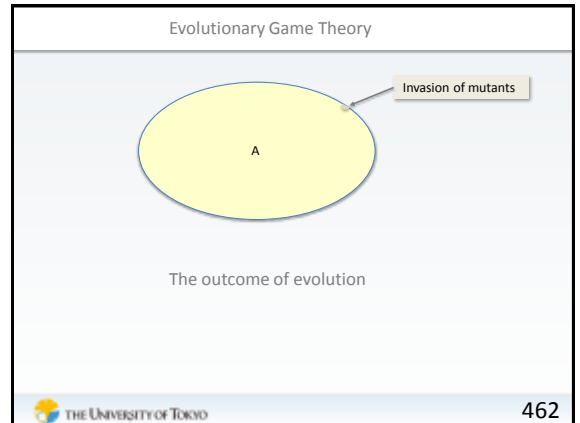 Evolutionary Game Theory
Invasion of mutants
A
The outcome of evolution
THE UNIVERSITY OF TOKYO
462